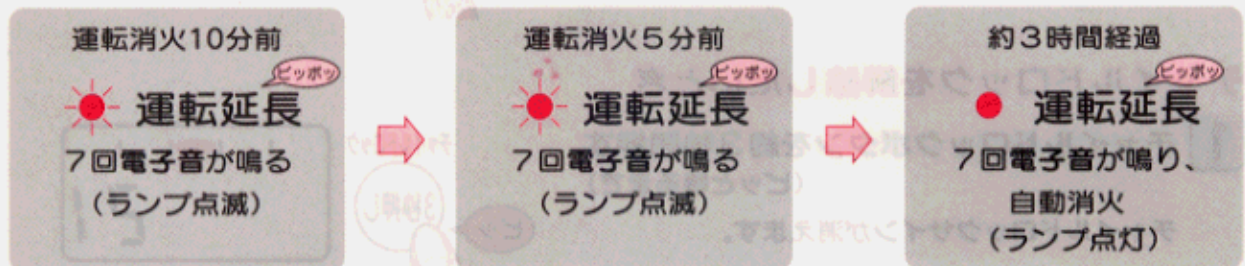 運転消火10分前
ピッポッ
運転延長
7回電子音が鳴る
(ランプ点滅)
運転消火5分前
ピッポッ
運転延長
7回電子音が鳴る
(ランプ点滅)
約3時間経過
ピッポッ
運転延長
7回電子音が鳴り、
自動消火
(ランプ点灯)